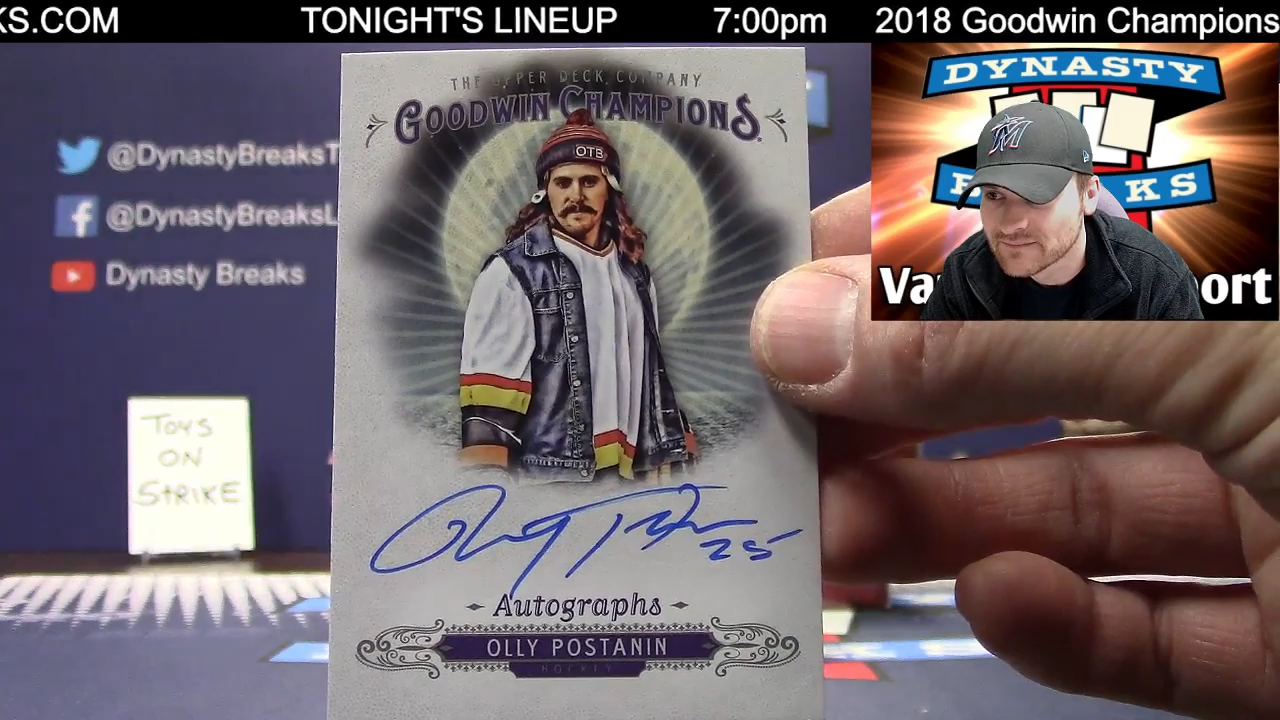 KS.COM TONIGHT'S LINEUP 7:00pm 2018 Goodwin Champions
@DynastyBreaksT
@DynastyBreaksL
Dynasty Breaks
TOYS
ON
STRIKE
THE UPPER DECK COMPANY
GOODWIN CHAMPIONS
OTB
25
Autographs
OLLY POSTANIN
HOCKEY
DYNASTY
B KS
M
Va ort